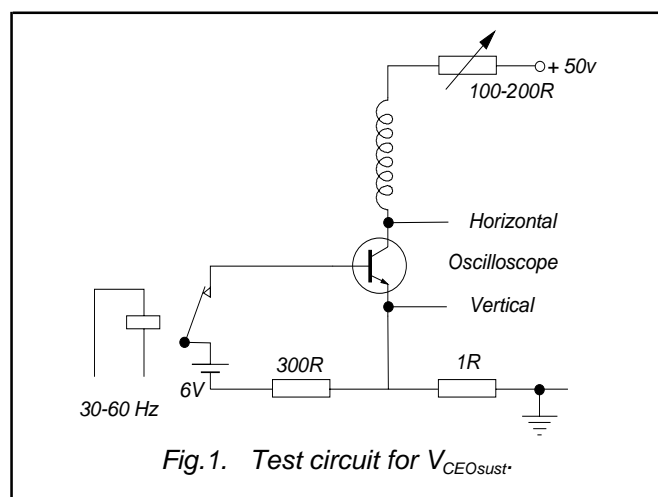 + 50v
100-200R
Horizontal
Oscilloscope
Vertical
300R
1R
6V
30-60 Hz
Fig.1. Test circuit for VCEOsust.